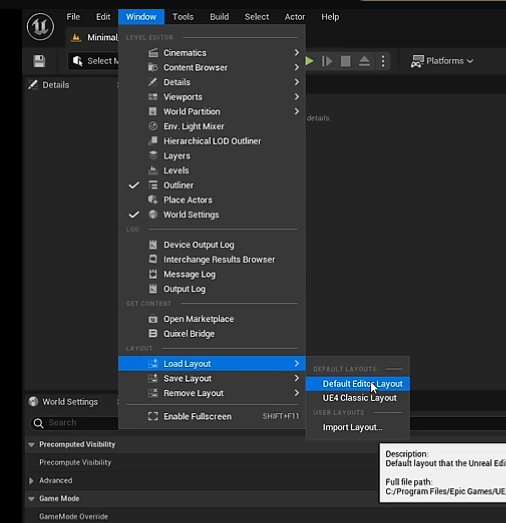 File Edit Window Tools Build Select Actor Help
Minimal
Select M
Platforms
Details
details.
LEVEL EDITOR
Cinematics
Content Browser
Details
Viewports
World Partition
Env. Light Mixer
Hierarchical LOD Outliner
Layers
Levels
Outliner
Place Actors
World Settings
LOG
Device Output Log
Interchange Results Browser
Message Log
Output Log
GET CONTENT
Open Marketplace
Quixel Bridge
LAYOUT
Load Layout
Save Layout
Remove Layout
Enable Fullscreen SHIFT+F11
DEFAULT LAYOUTS
Default Editor Layout
UE4 Classic Layout
USER LAYOUTS
Import Layout...
World Settings
Search
Precomputed Visibility
Precompute Visibility
Advanced
Game Mode
GameMode Override
Description:
Default layout that the Unreal Edi
Full file path:
C:/Program Files/Epic Games/UE